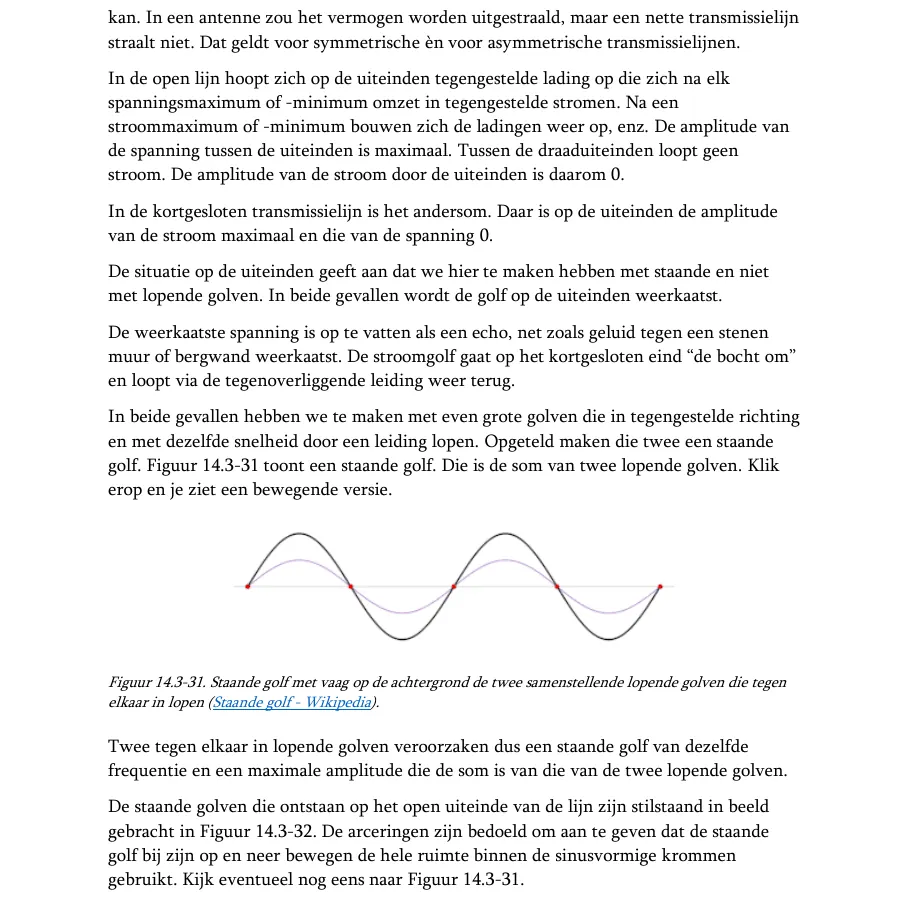 kan. In een antenne zou het vermogen worden uitgestraald, maar een nette transmissielijn
straalt niet. Dat geldt voor symmetrische èn voor asymmetrische transmissielijnen.
In de open lijn hoopt zich op de uiteinden tegengestelde lading op die zich na elk
spanningsmaximum of -minimum omzet in tegengestelde stromen. Na een
stroommaximum of -minimum bouwen zich de ladingen weer op, enz. De amplitude van
de spanning tussen de uiteinden is maximaal. Tussen de draaduiteinden loopt geen
stroom. De amplitude van de stroom door de uiteinden is daarom 0.
In de kortgesloten transmissielijn is het andersom. Daar is op de uiteinden de amplitude
van de stroom maximaal en die van de spanning 0.
De situatie op de uiteinden geeft aan dat we hier te maken hebben met staande en niet
met lopende golven. In beide gevallen wordt de golf op de uiteinden weerkaatst.
De weerkaatste spanning is op te vatten als een echo, net zoals geluid tegen een stenen
muur of bergwand weerkaatst. De stroomgolf gaat op het kortgesloten eind “de bocht om”
en loopt via de tegenoverliggende leiding weer terug.
In beide gevallen hebben we te maken met even grote golven die in tegengestelde richting
en met dezelfde snelheid door een leiding lopen. Opgeteld maken die twee een staande
golf. Figuur 14.3-31 toont een staande golf. Die is de som van twee lopende golven. Klik
erop en je ziet een bewegende versie.
Figuur 14.3-31. Staande golf met vaag op de achtergrond de twee samenstellende lopende golven die tegen
elkaar in lopen (Staande golf - Wikipedia).
Twee tegen elkaar in lopende golven veroorzaken dus een staande golf van dezelfde
frequentie en een maximale amplitude die de som is van die van de twee lopende golven.
De staande golven die ontstaan op het open uiteinde van de lijn zijn stilstaand in beeld
gebracht in Figuur 14.3-32. De arceringen zijn bedoeld om aan te geven dat de staande
golf bij zijn op en neer bewegen de hele ruimte binnen de sinusvormige krommen
gebruikt. Kijk eventueel nog eens naar Figuur 14.3-31.